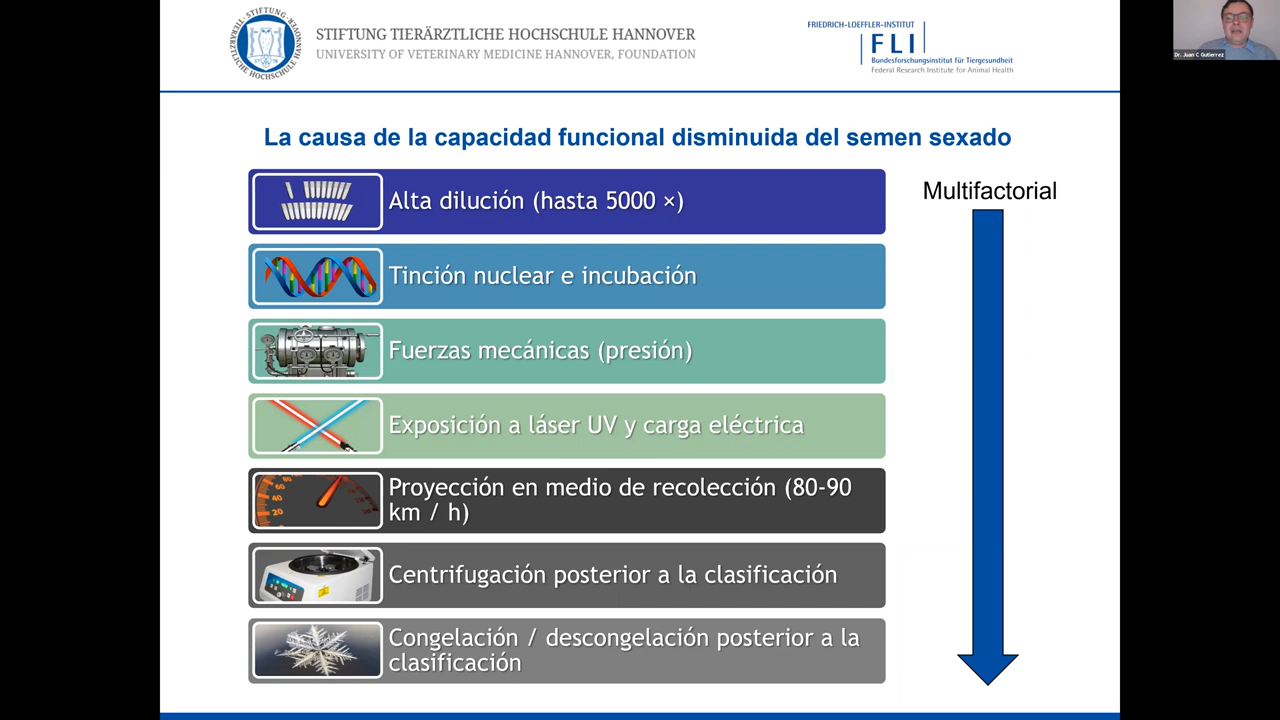 STIFTUNG TIERÄRZTLICHE HOCHSCHULE HANNOVER
UNIVERSITY OF VETERINARY MEDICINE HANNOVER, FOUNDATION
FRIEDRICH-LOEFFLER-INSTITUT
FLI
Bundesforschungsinstitut für Tiergesundheit
Federal Research Institute for Animal Health
Dr. Juan C Gutierrez
La causa de la capacidad funcional disminuida del semen sexado
Multifactorial
Alta dilución (hasta 5000 ×)
Tinción nuclear e incubación
Fuerzas mecánicas (presión)
Exposición a láser UV y carga eléctrica
Proyección en medio de recolección (80-90
km / h)
Centrifugación posterior a la clasificación
Congelación / descongelación posterior a la
clasificación